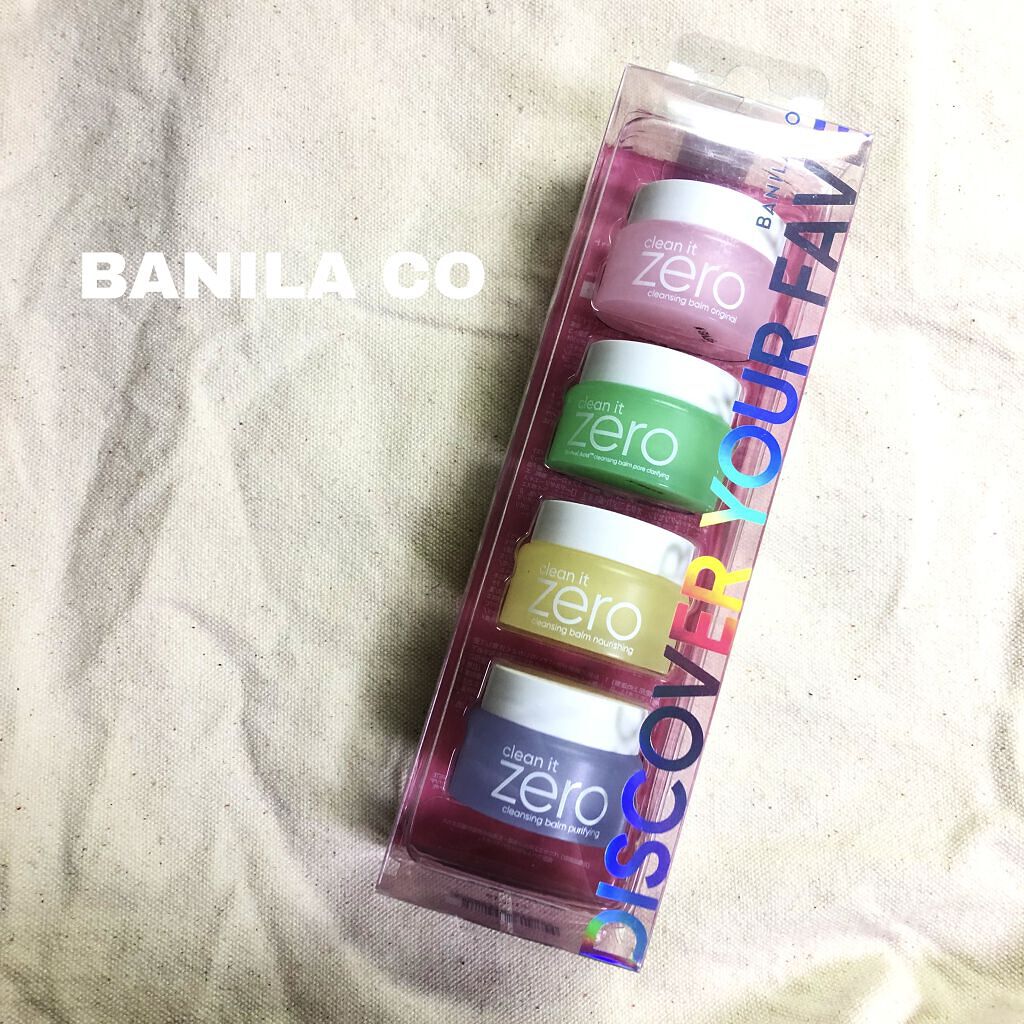 BANILA CO
BANILA CO
DISCOVER YOUR FAVE
clean it
zero
cleansing balm original
clean it
zero
cleansing balm pore clarifying
clean it
zero
cleansing balm nourishing
clean it
zero
cleansing balm purifying